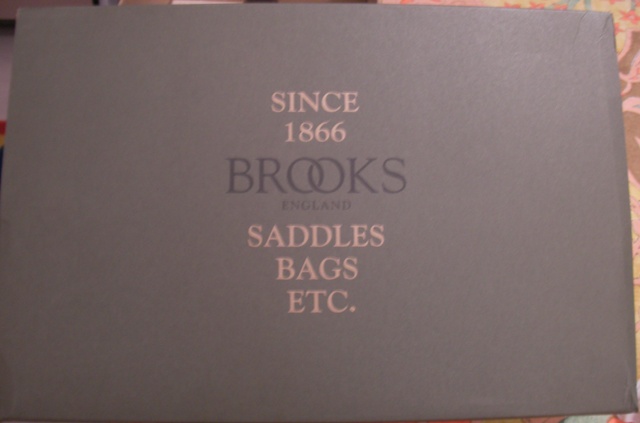 SINCE
1866
BROOKS
ENGLAND
SADDLES
BAGS
ETC.